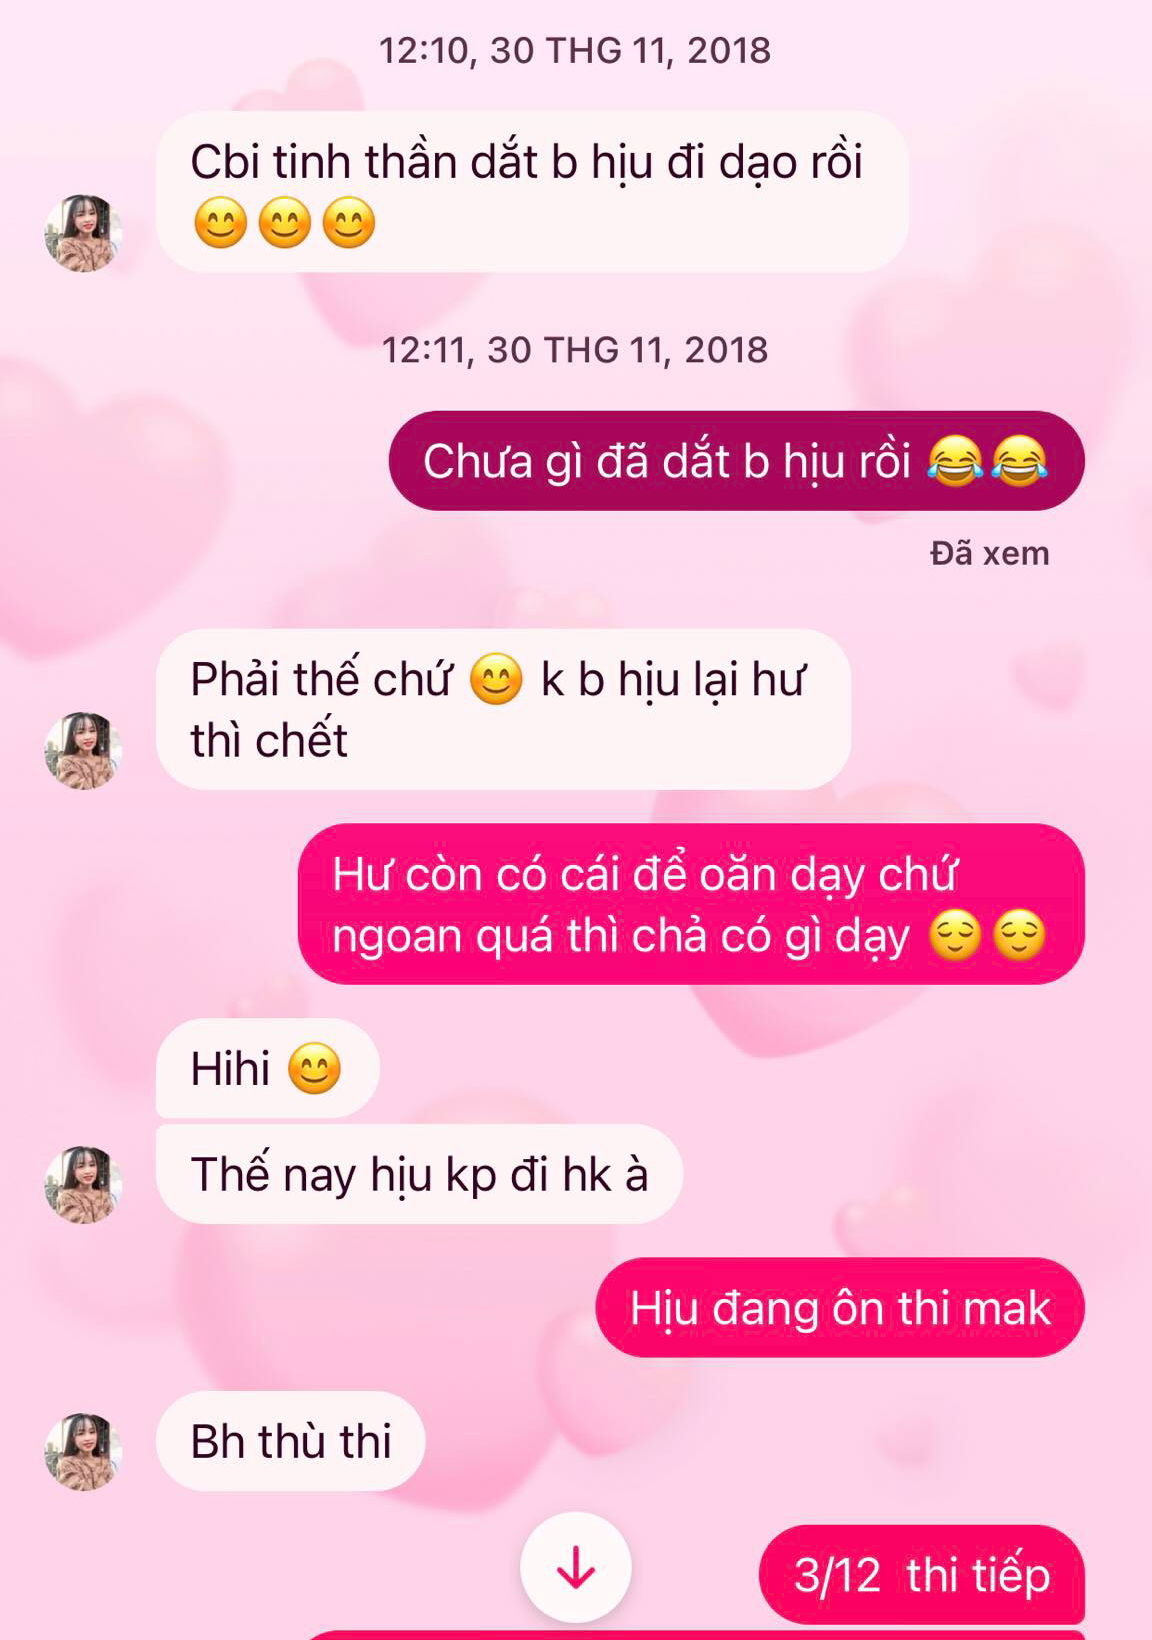 12:10, 30 THG 11, 2018
Cbi tinh thần dắt b hịu đi dạo rồi
😊😊😊
12:11, 30 THG 11, 2018
Chưa gì đã dắt b hịu rồi 😂😂
Đã xem
Phải thế chứ 😊 k b hịu lại hư
thì chết
Hư còn có cái để oăn dạy chứ
ngoan quá thì chả có gì dạy 😌😌
Hihi 😊
Thế nay hịu kp đi hk à
Hịu đang ôn thi mak
Bh thù thi
3/12 thi tiếp